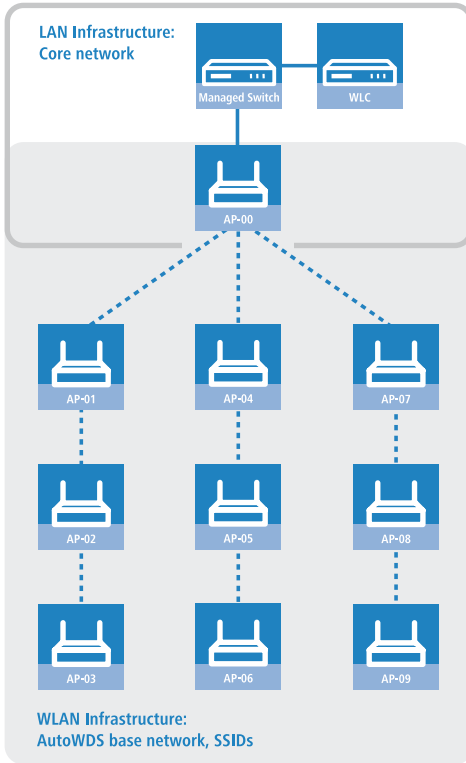 LAN Infrastructure:
Core network
Managed Switch
WLC
AP-00
AP-01
AP-04
AP-07
AP-02
AP-05
AP-08
AP-03
AP-06
AP-09
WLAN Infrastructure:
AutoWDS base network, SSIDs